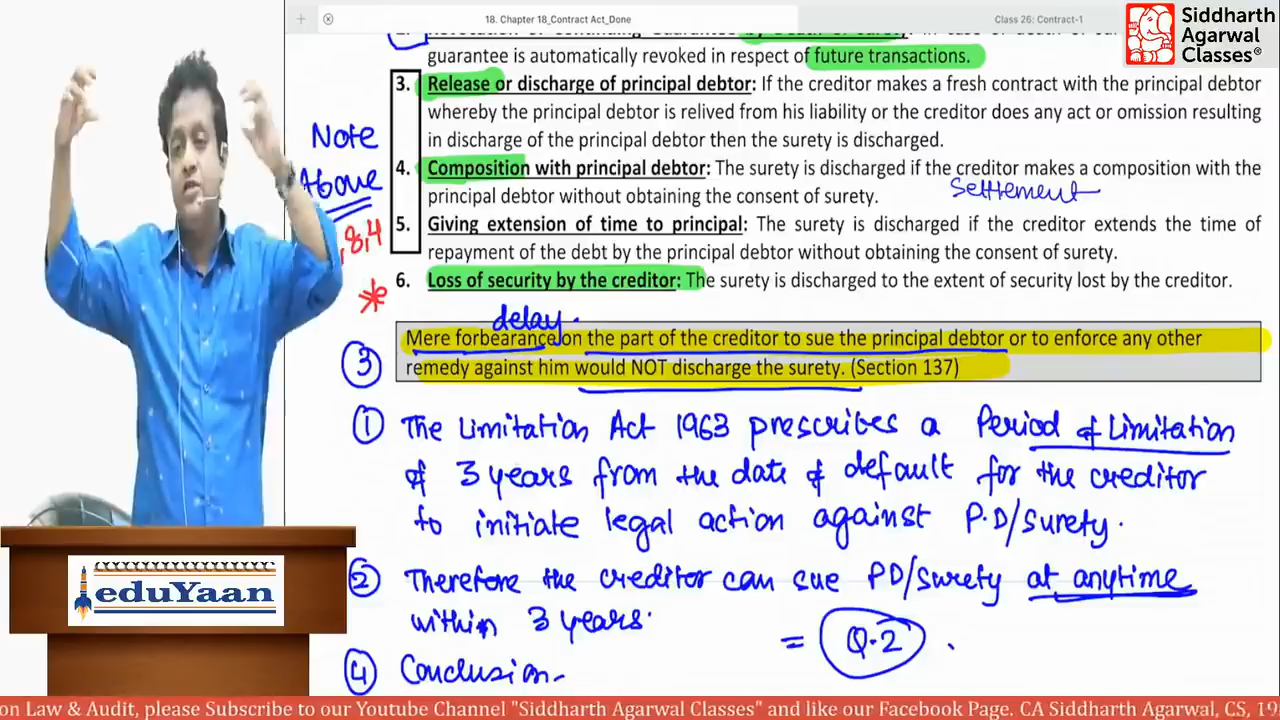 18. Chapter 18_Contract Act_Done
Class 26: Contract-1
Siddharth
Agarwal
Classes®
guarantee is automatically revoked in respect of future transactions.
3. Release or discharge of principal debtor: If the creditor makes a fresh contract with the principal debtor
whereby the principal debtor is relived from his liability or the creditor does any act or omission resulting
in discharge of the principal debtor then the surety is discharged.
Note
Above
,8,4
4. Composition with principal debtor: The surety is discharged if the creditor makes a composition with the
principal debtor without obtaining the consent of surety.
Settlement
5. Giving extension of time to principal: The surety is discharged if the creditor extends the time of
repayment of the debt by the principal debtor without obtaining the consent of surety.
6. Loss of security by the creditor: The surety is discharged to the extent of security lost by the creditor.
delay.
Mere forbearance on the part of the creditor to sue the principal debtor or to enforce any other
remedy against him would NOT discharge the surety. (Section 137)
3
1 The Limitation Act 1963 prescribes a Period of Limitation
of 3 years from the date of default for the creditor
to initiate legal action against P.D/Surety.
2 Therefore the creditor can sue PD/Surety at anytime
within 3 years.
= Q.2
4 Conclusion-
eduYaan
on Law & Audit, please Subscribe to our Youtube Channel "Siddharth Agarwal Classes" and like our Facebook Page. CA Siddharth Agarwal, CS, 19